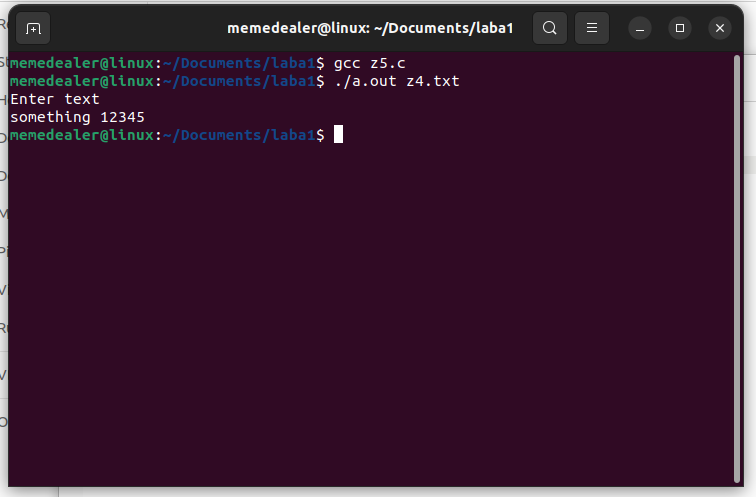 memedealer@linux: ~/Documents/laba1
memedealer@linux:~/Documents/laba1$ gcc z5.c
memedealer@linux:~/Documents/laba1$ ./a.out z4.txt
Enter text
something 12345
memedealer@linux:~/Documents/laba1$